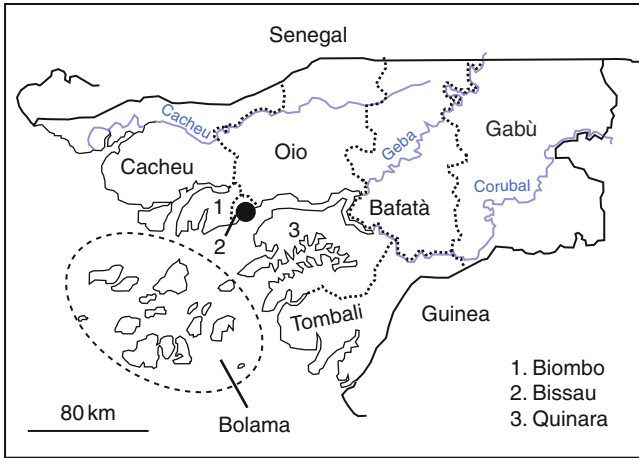 Senegal
Cacheu
Geba
Gabù
Cacheu
Oio
Corubal
1
Bafatà
2
3
Tombali
Guinea
1. Biombo
2. Bissau
3. Quinara
80 km
Bolama